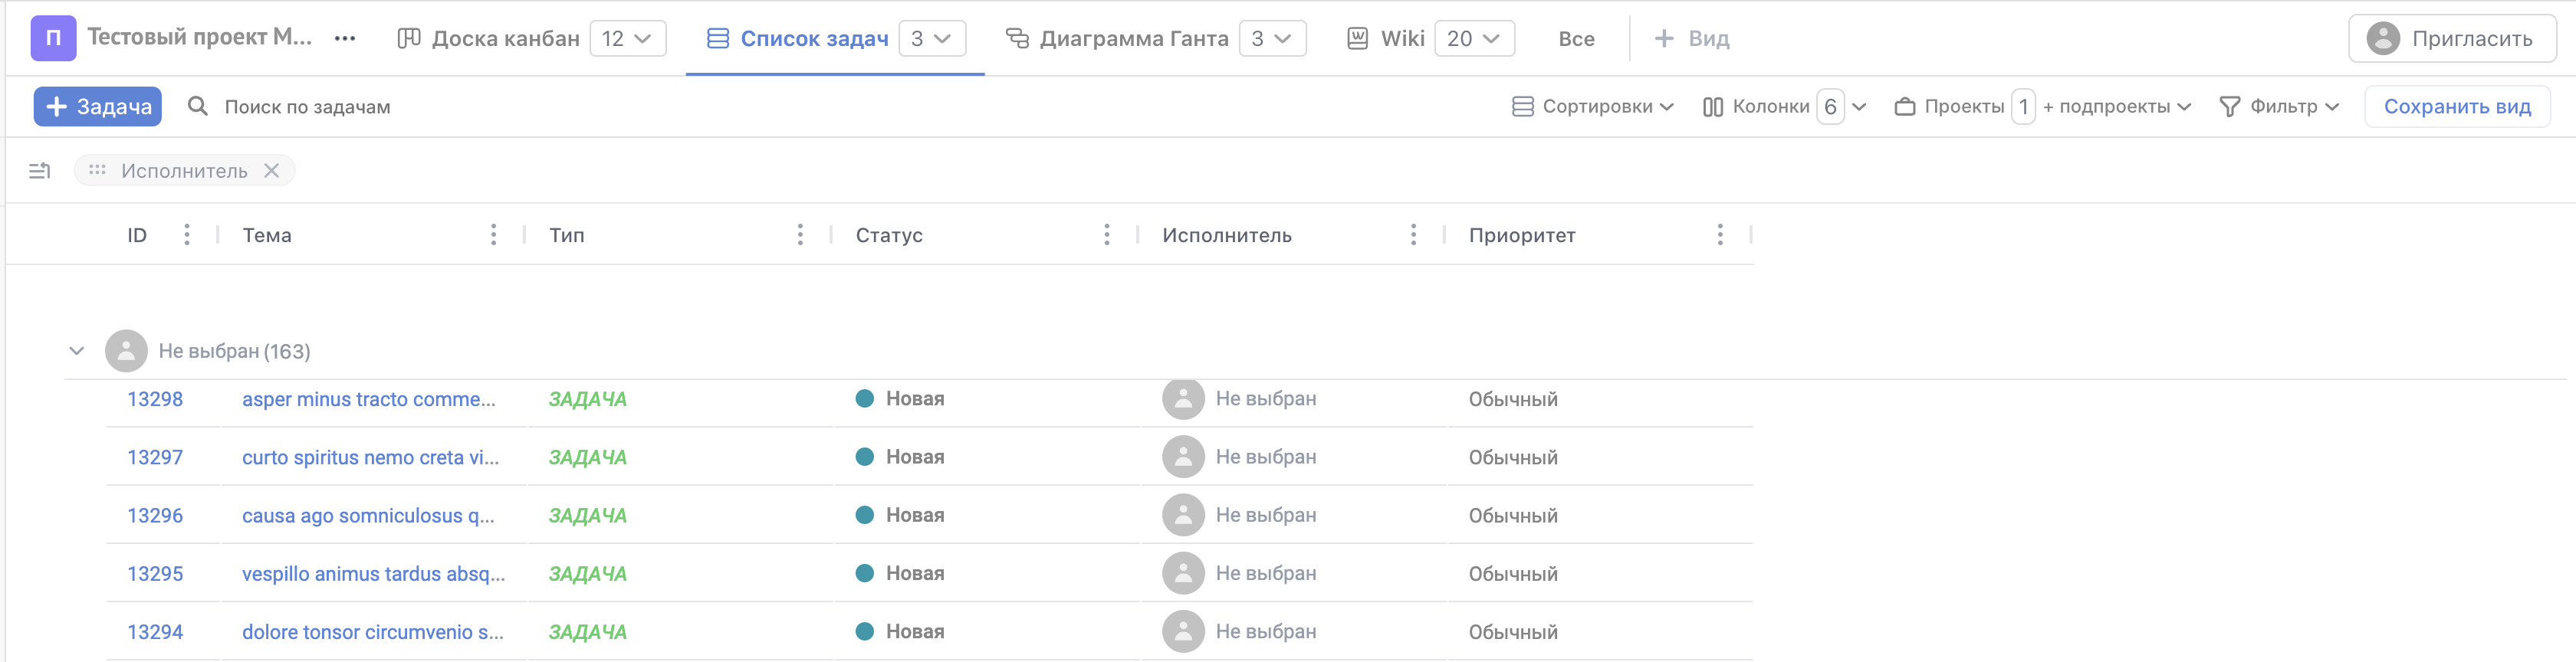 П Тестовый проект М... ... Доска канбан 12 Список задач 3 Диаграмма Ганта 3 Wiki 20 Все + Вид Пригласить
+ Задача Поиск по задачам Сортировки Колонки 6 Проекты 1 + подпроекты Фильтр Сохранить вид
Исполнитель
ID Тема Тип Статус Исполнитель Приоритет
Не выбран (163)
13298 asper minus tracto comme... ЗАДАЧА Новая Не выбран Обычный
13297 curto spiritus nemo creta vi... ЗАДАЧА Новая Не выбран Обычный
13296 causa ago somniculosus q... ЗАДАЧА Новая Не выбран Обычный
13295 vespillo animus tardus absq... ЗАДАЧА Новая Не выбран Обычный
13294 dolore tonsor circumvenio s... ЗАДАЧА Новая Не выбран Обычный